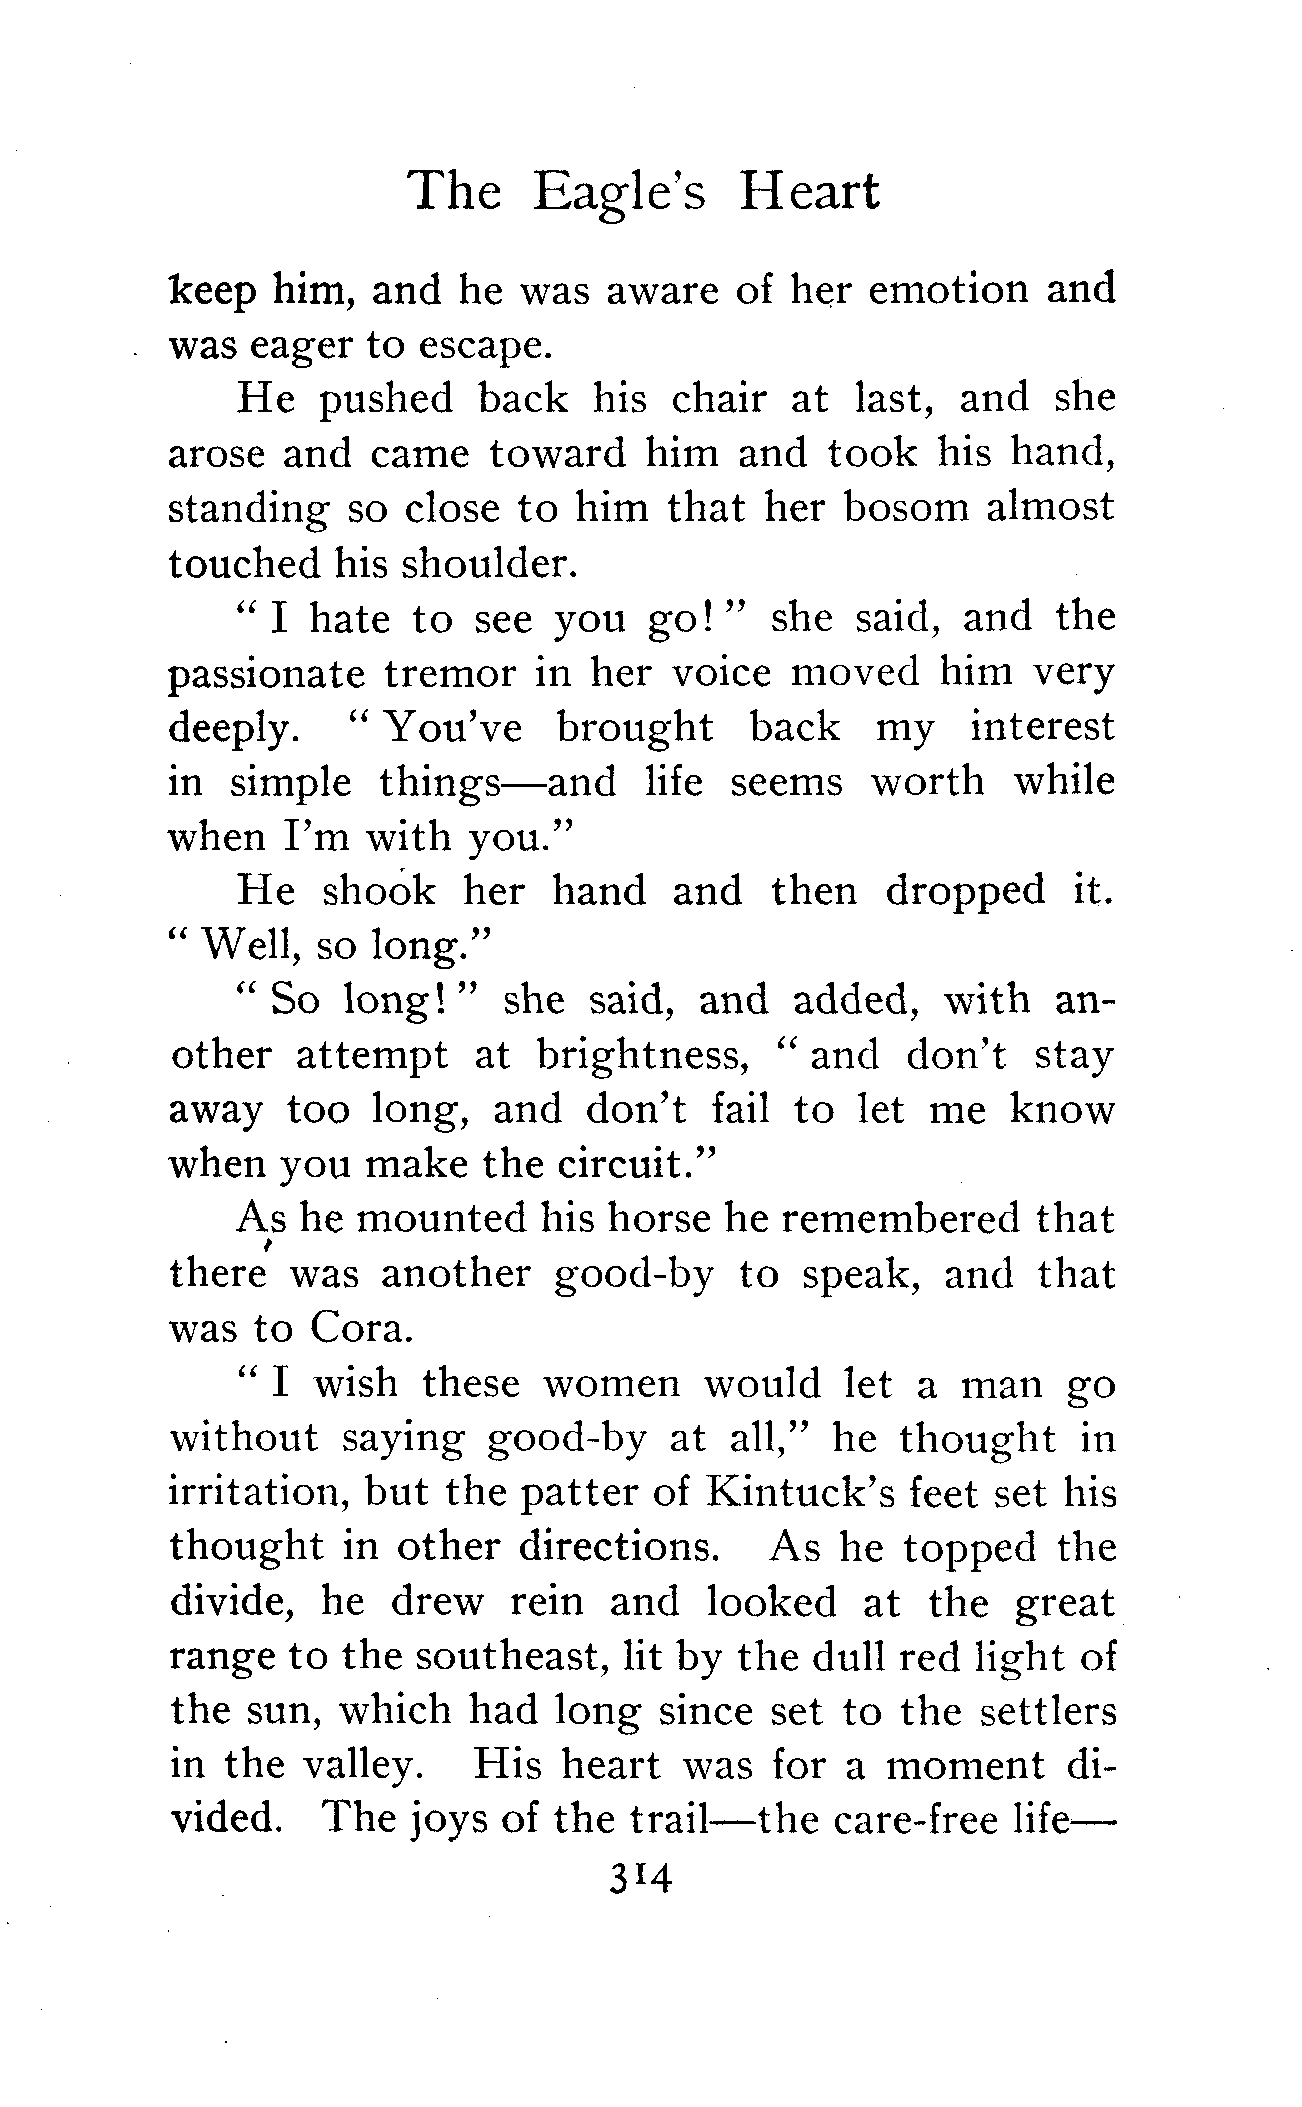 The Eagle's Heart
keep him, and he was aware of her emotion and
was eager to escape.
He pushed back his chair at last, and she
arose and came toward him and took his hand,
standing so close to him that her bosom almost
touched his shoulder.
" I hate to see you go! " she said, and the
passionate tremor in her voice moved him very
deeply. " You've brought back my interest
in simple things—and life seems worth while
when I'm with you."
He shook her hand and then dropped it.
" Well, so long."
" So long! " she said, and added, with an-
other attempt at brightness, " and don't stay
away too long, and don't fail to let me know
when you make the circuit."
As he mounted his horse he remembered that
there was another good-by to speak, and that
was to Cora.
" I wish these women would let a man go
without saying good-by at all," he thought in
irritation, but the patter of Kintuck's feet set his
thought in other directions. As he topped the
divide, he drew rein and looked at the great
range to the southeast, lit by the dull red light of
the sun, which had long since set to the settlers
in the valley. His heart was for a moment di-
vided. The joys of the trail—the care-free life—
314